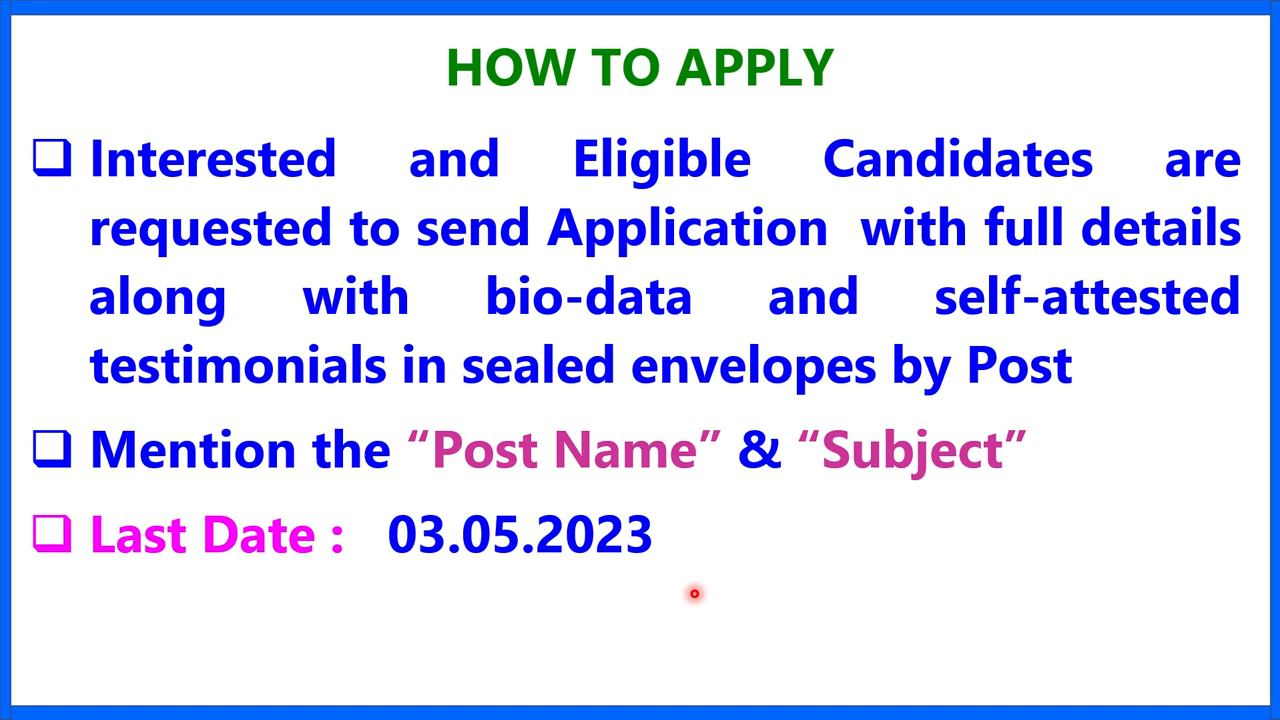 HOW TO APPLY
Interested and Eligible Candidates are
requested to send Application with full details
along with bio-data and self-attested
testimonials in sealed envelopes by Post
Mention the “Post Name” & “Subject”
Last Date : 03.05.2023